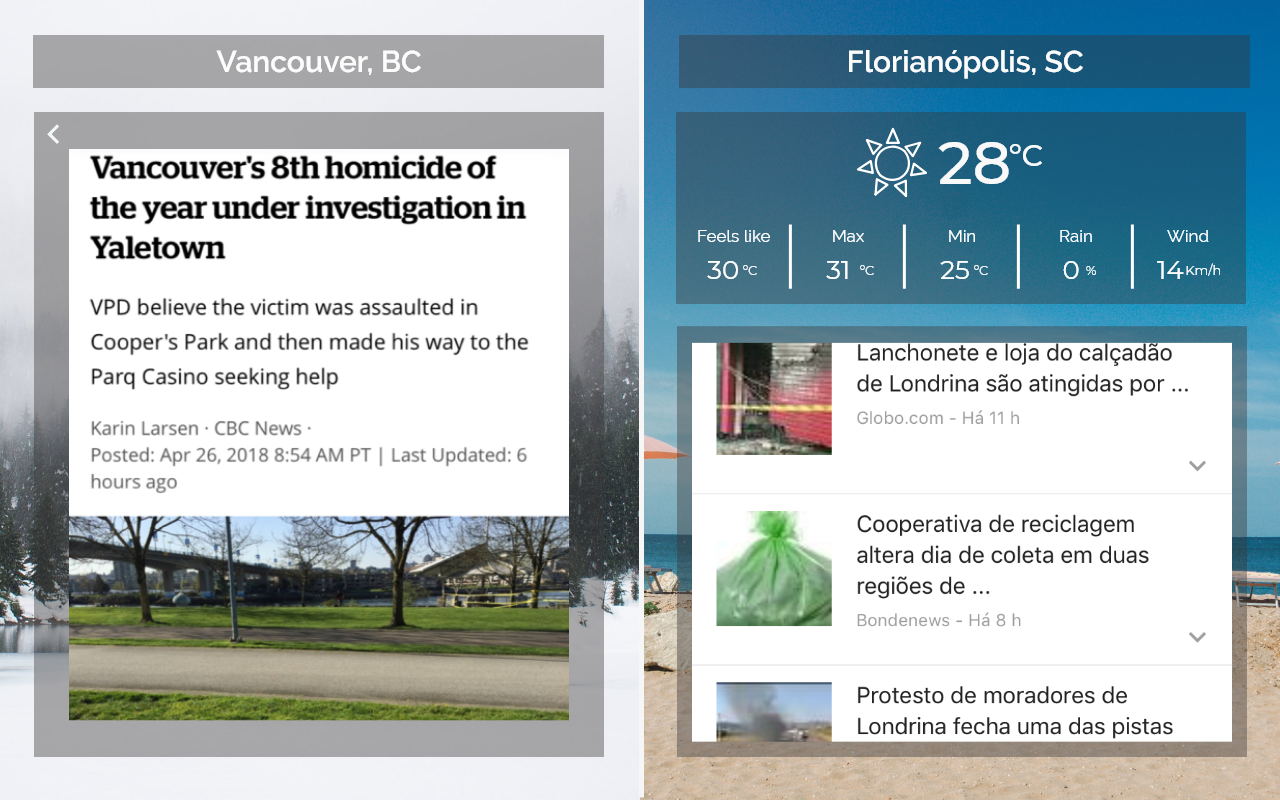 Vancouver, BC
Vancouver's 8th homicide of
the year under investigation in
Yaletown
VPD believe the victim was assaulted in
Cooper's Park and then made his way to the
Parq Casino seeking help
Karin Larsen · CBC News ·
Posted: Apr 26, 2018 8:54 AM PT | Last Updated: 6
hours ago
Florianópolis, SC
28°C
Feels like Max Min Rain Wind
30 °C 31 °C 25 °C 0 % 14 Km/h
Lanchonete e loja do calçadão
de Londrina são atingidas por ...
Globo.com - Há 11 h
Cooperativa de reciclagem
altera dia de coleta em duas
regiões de ...
Bondenews - Há 8 h
Protesto de moradores de
Londrina fecha uma das pistas